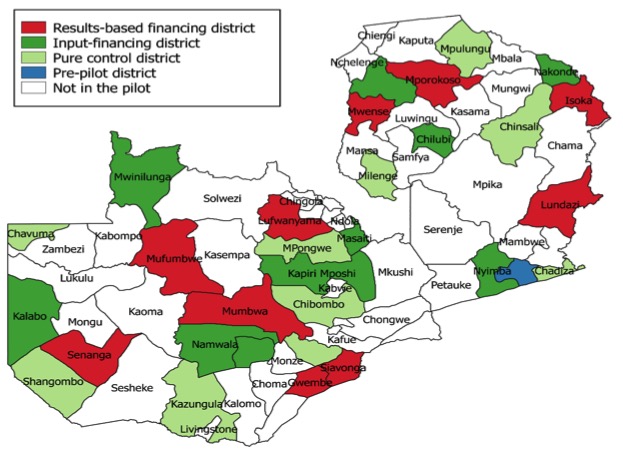 Results-based financing district
Input-financing district
Pure control district
Pre-pilot district
Not in the pilot
Chiengi
Kaputa
Mpulungu
Mbala
Nchelenge
Mporokoso
Nakonde
Mungwi
Isoka
Mwense
Luwingu
Kasama
Chinsali
Chilubi
Mansa
Samfya
Chama
Milenge
Mpika
Mwinilunga
Solwezi
Chingola
Lundazi
Lufwanyama
Ndola
Serenje
Chavuma
Kabompo
Masaiti
Mambwe
Zambezi
MPongwe
Mufumbwe
Kasempa
Lukulu
Kapiri Mposhi
Mkushi
Nyimba
Chadiza
Kabwe
Petauke
Kalabo
Mongu
Kaoma
Mumbwa
Chibombo
Chongwe
Senanga
Namwala
Kafue
Monze
Siavonga
Shangombo
Sesheke
Choma
Gwembe
Kazungula
Kalomo
Livingstone